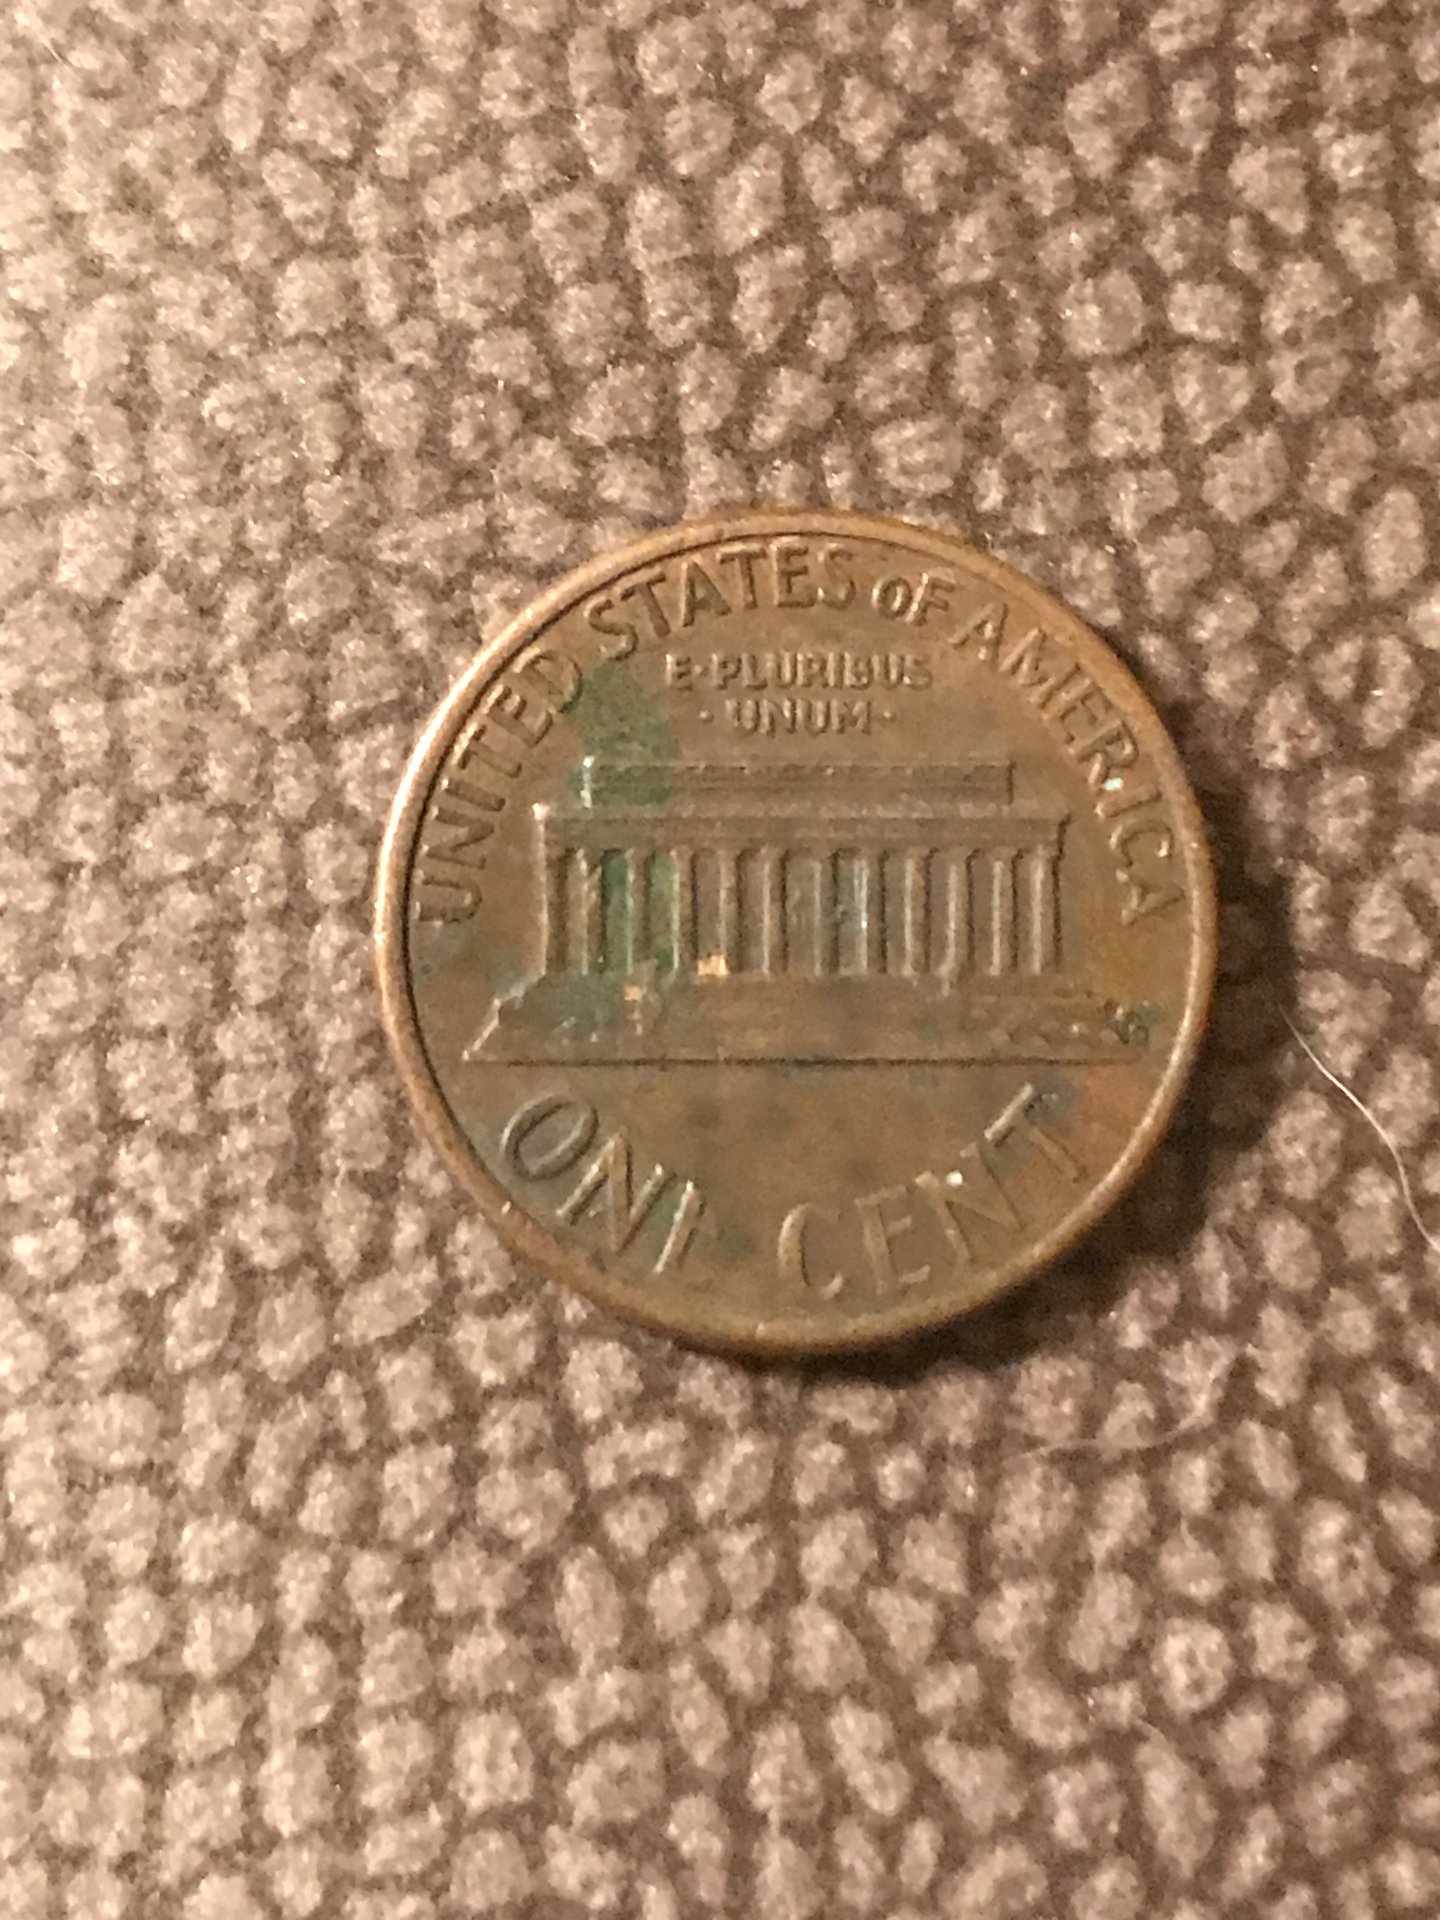 UNITED STATES OF AMERICA
E·PLURIBUS
·UNUM·
ONE CENT